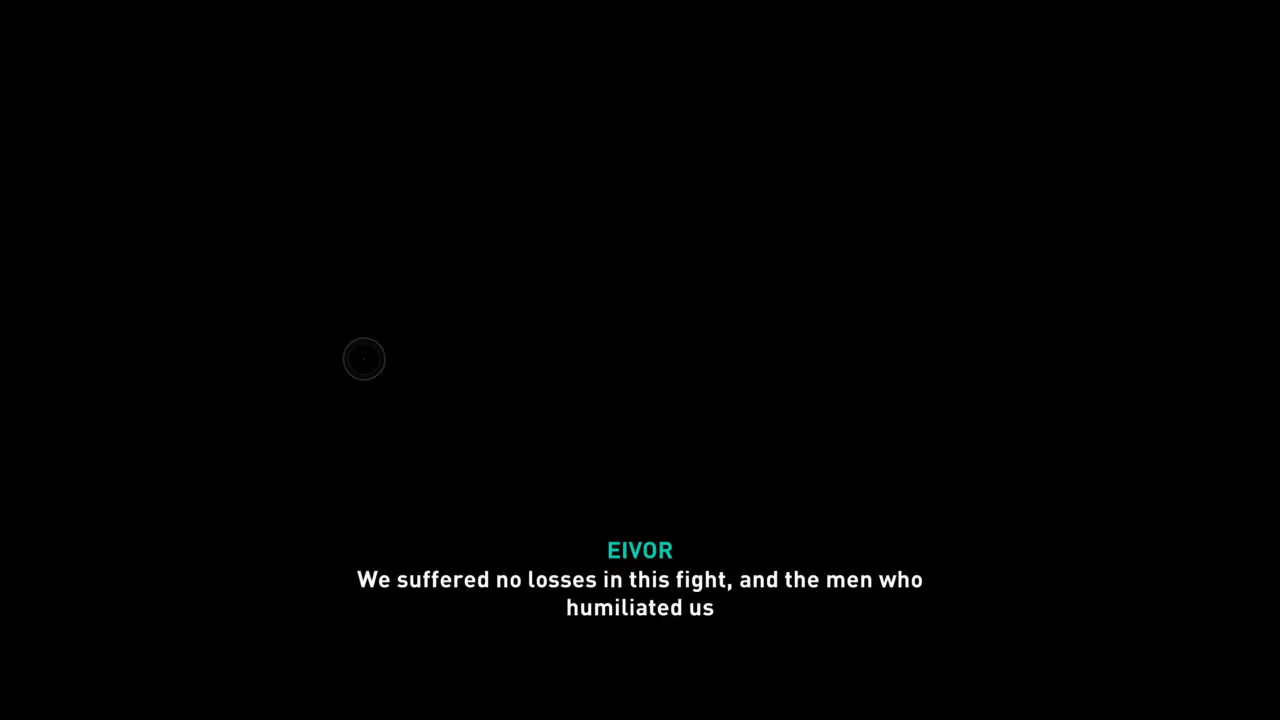 EIVOR
We suffered no losses in this fight, and the men who
humiliated us